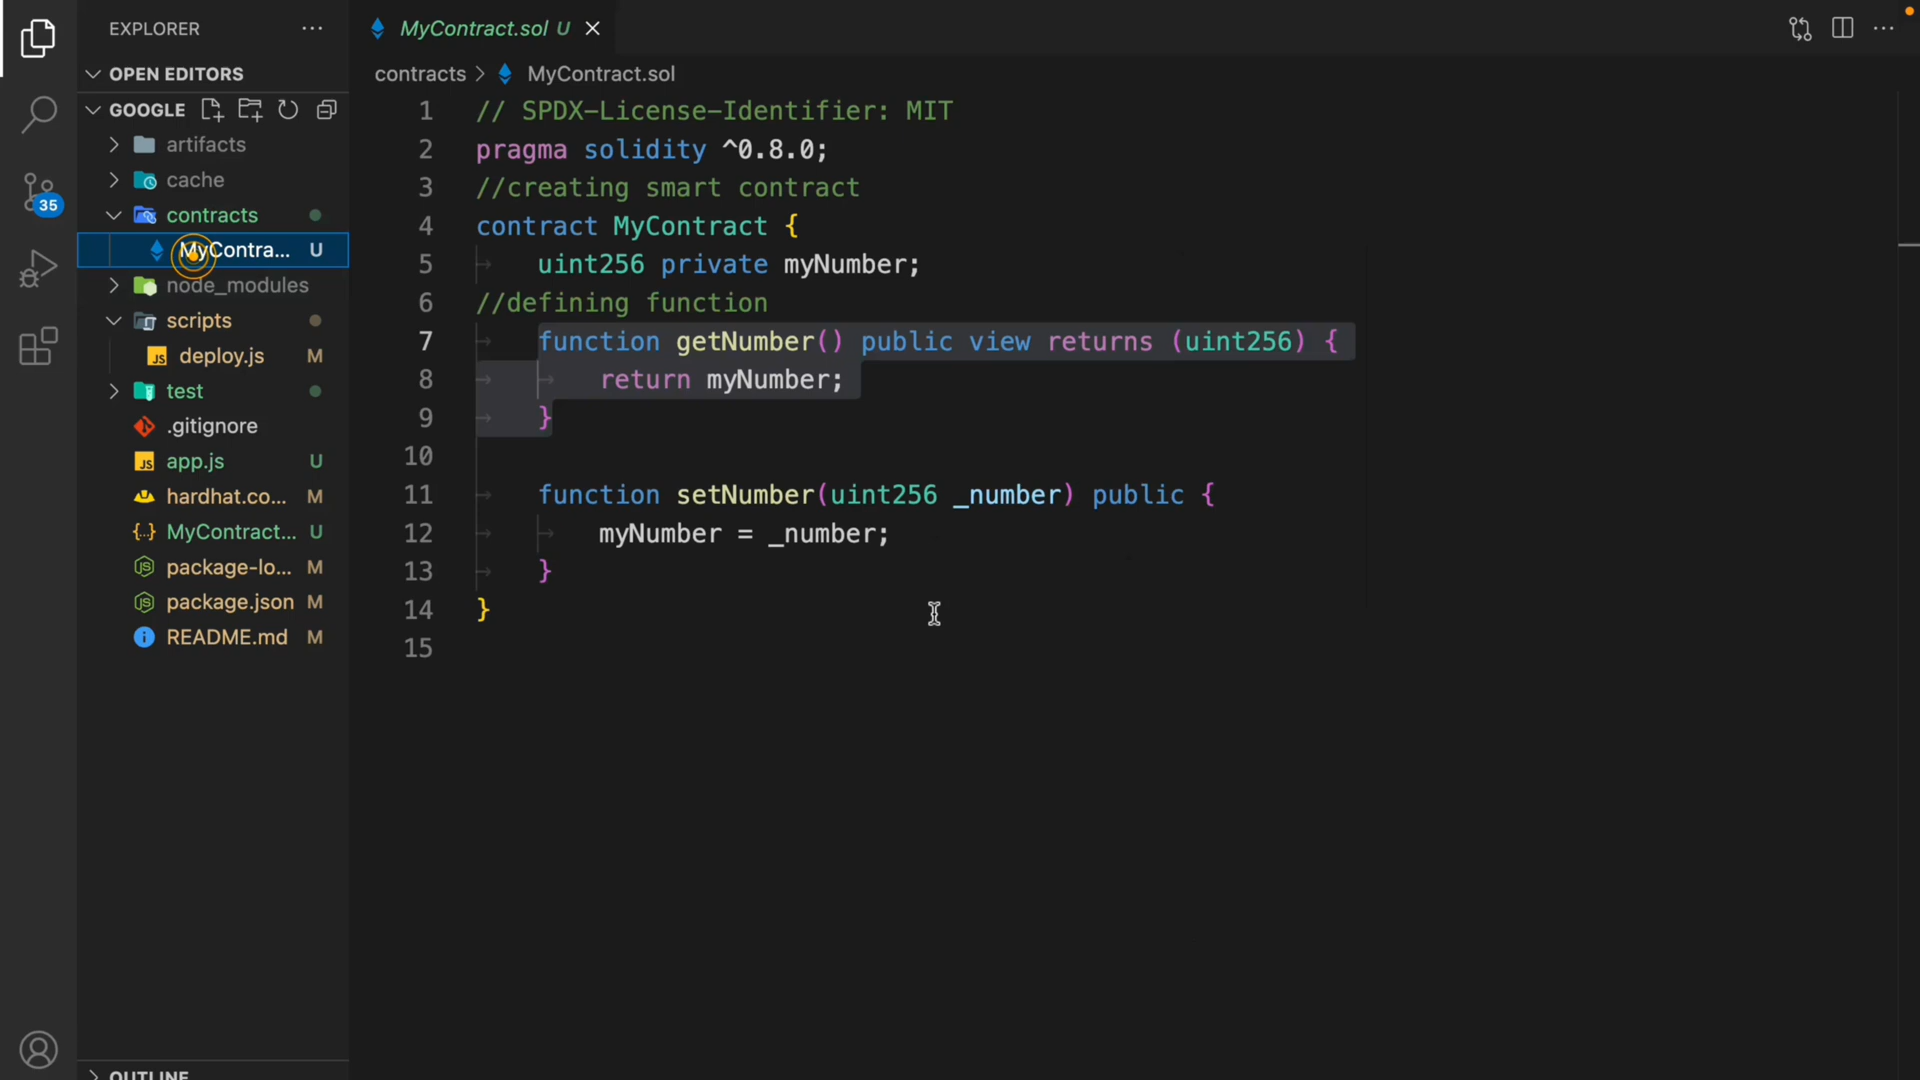 EXPLORER
OPEN EDITORS
GOOGLE
artifacts
cache
contracts
MyContra... U
node_modules
scripts
deploy.js M
test
.gitignore
app.js U
hardhat.co... M
MyContract... U
package-lo... M
package.json M
README.md M
OUTLINE
35
MyContract.sol U
contracts > MyContract.sol
1 // SPDX-License-Identifier: MIT
2 pragma solidity ^0.8.0;
3 //creating smart contract
4 contract MyContract {
5 uint256 private myNumber;
6 //defining function
7 function getNumber() public view returns (uint256) {
8 return myNumber;
9 }
10
11 function setNumber(uint256 _number) public {
12 myNumber = _number;
13 }
14 }
15